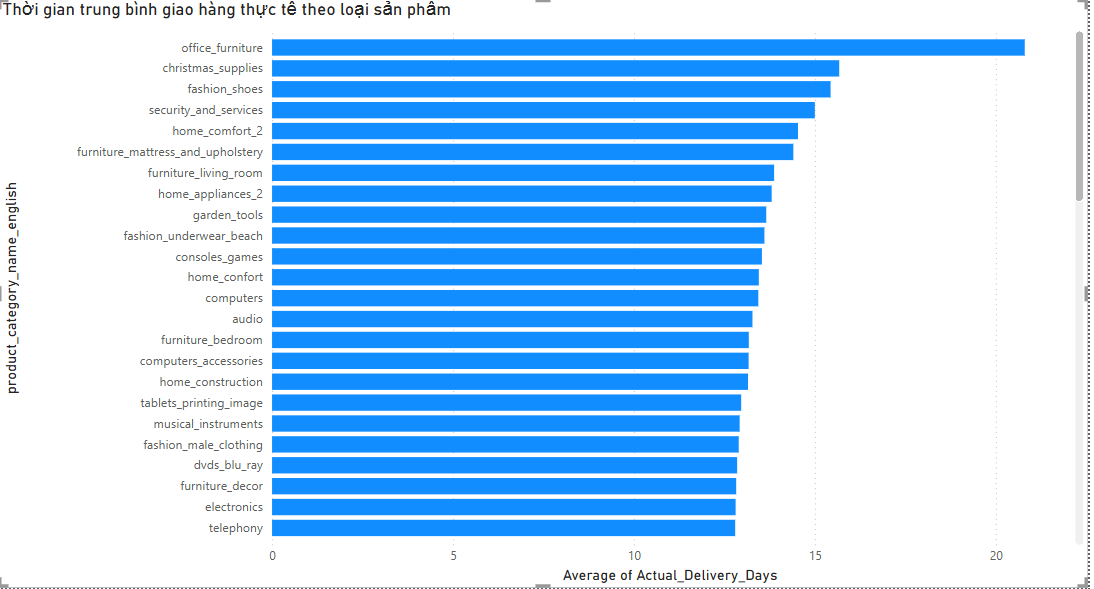 Thời gian trung bình giao hàng thực tế theo loại sản phẩm
product_category_name_english
office_furniture
christmas_supplies
fashion_shoes
security_and_services
home_comfort_2
furniture_mattress_and_upholstery
furniture_living_room
home_appliances_2
garden_tools
fashion_underwear_beach
consoles_games
home_confort
computers
audio
furniture_bedroom
computers_accessories
home_construction
tablets_printing_image
musical_instruments
fashion_male_clothing
dvds_blu_ray
furniture_decor
electronics
telephony
0 5 10 15 20
Average of Actual_Delivery_Days